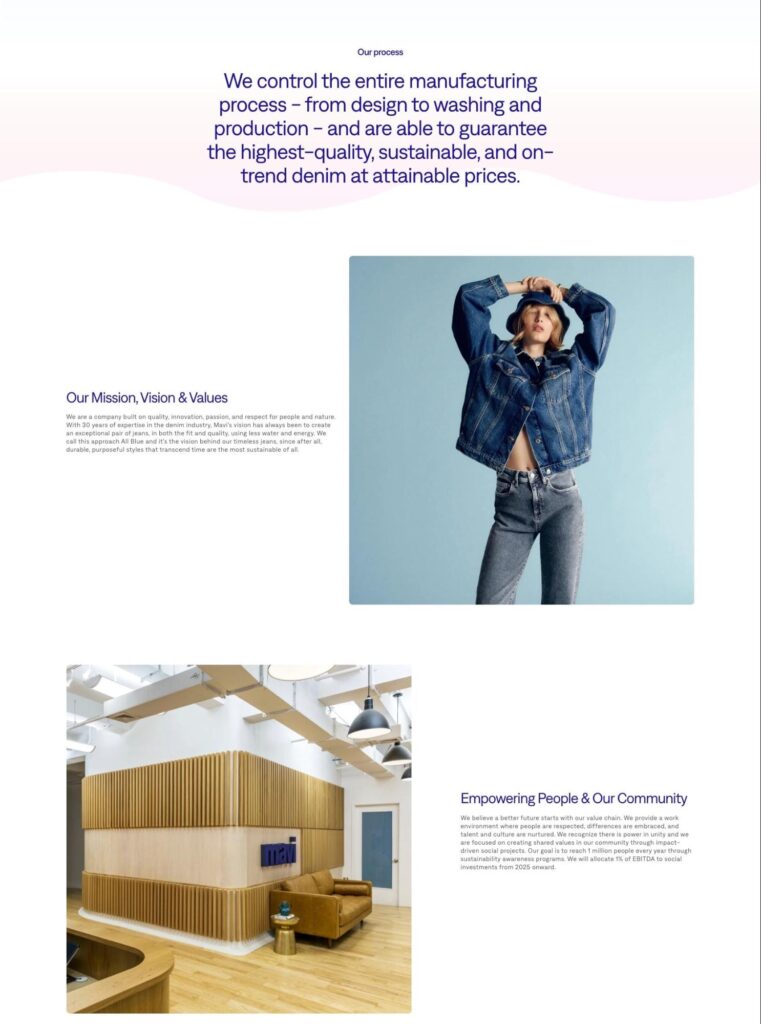 Our process
We control the entire manufacturing
process – from design to washing and
production – and are able to guarantee
the highest-quality, sustainable, and on-
trend denim at attainable prices.
Our Mission, Vision & Values
We are a company built on quality, innovation, passion, and respect for people and nature.
With 30 years of expertise in the denim industry, Mavi's vision has always been to create
an exceptional pair of jeans, in both the fit and quality, using less water and energy. We
call this approach All Blue and it's the vision behind our timeless jeans, since after all,
durable, purposeful styles that transcend time are the most sustainable of all.
mavi
Empowering People & Our Community
We believe a better future starts with our value chain. We provide a work
environment where people are respected, differences are embraced, and
talent and culture are nurtured. We recognize there is power in unity and we
are focused on creating shared values in our community through impact-
driven social projects. Our goal is to reach 1 million people every year through
sustainability awareness programs. We will allocate 1% of EBITDA to social
investments from 2025 onward.